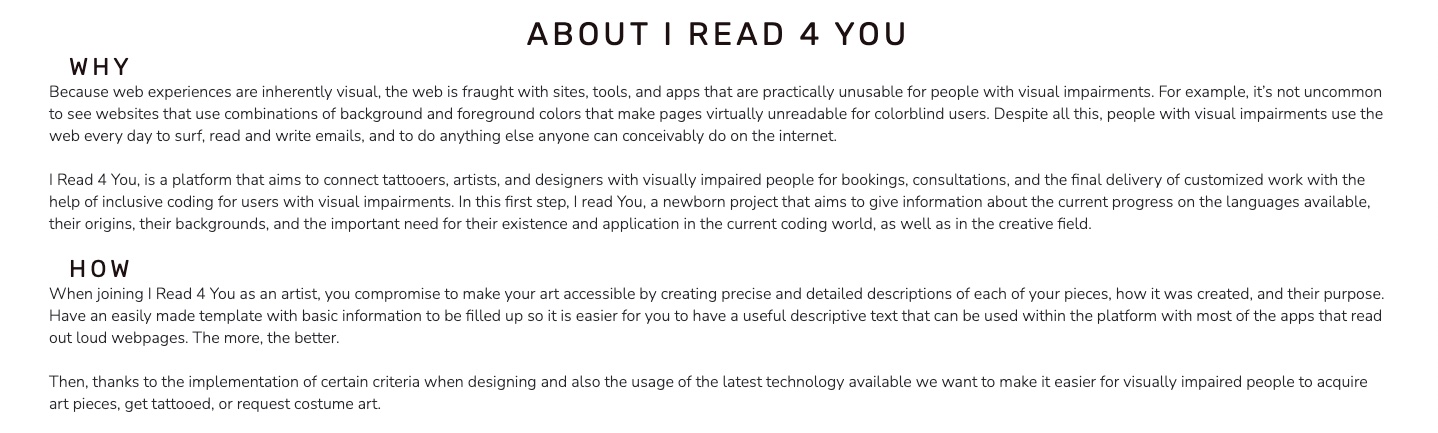 ABOUT I READ 4 YOU
WHY
Because web experiences are inherently visual, the web is fraught with sites, tools, and apps that are practically unusable for people with visual impairments. For example, it's not uncommon
to see websites that use combinations of background and foreground colors that make pages virtually unreadable for colorblind users. Despite all this, people with visual impairments use the
web every day to surf, read and write emails, and to do anything else anyone can conceivably do on the internet.
I Read 4 You, is a platform that aims to connect tattooers, artists, and designers with visually impaired people for bookings, consultations, and the final delivery of customized work with the
help of inclusive coding for users with visual impairments. In this first step, I read You, a newborn project that aims to give information about the current progress on the languages available,
their origins, their backgrounds, and the important need for their existence and application in the current coding world, as well as in the creative field.
HOW
When joining I Read 4 You as an artist, you compromise to make your art accessible by creating precise and detailed descriptions of each of your pieces, how it was created, and their purpose.
Have an easily made template with basic information to be filled up so it is easier for you to have a useful descriptive text that can be used within the platform with most of the apps that read
out loud webpages. The more, the better.
Then, thanks to the implementation of certain criteria when designing and also the usage of the latest technology available we want to make it easier for visually impaired people to acquire
art pieces, get tattooed, or request costume art.